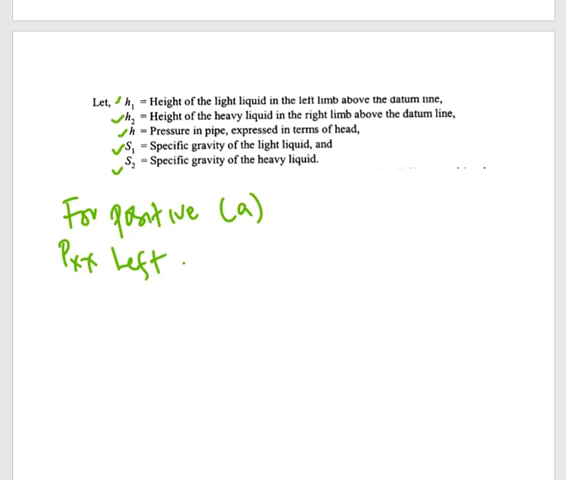 Let, h₁ = Height of the light liquid in the left limb above the datum line,
h₂ = Height of the heavy liquid in the right limb above the datum line,
h = Pressure in pipe, expressed in terms of head,
S₁ = Specific gravity of the light liquid, and
S₂ = Specific gravity of the heavy liquid.
For positive (a)
Pxx Left .